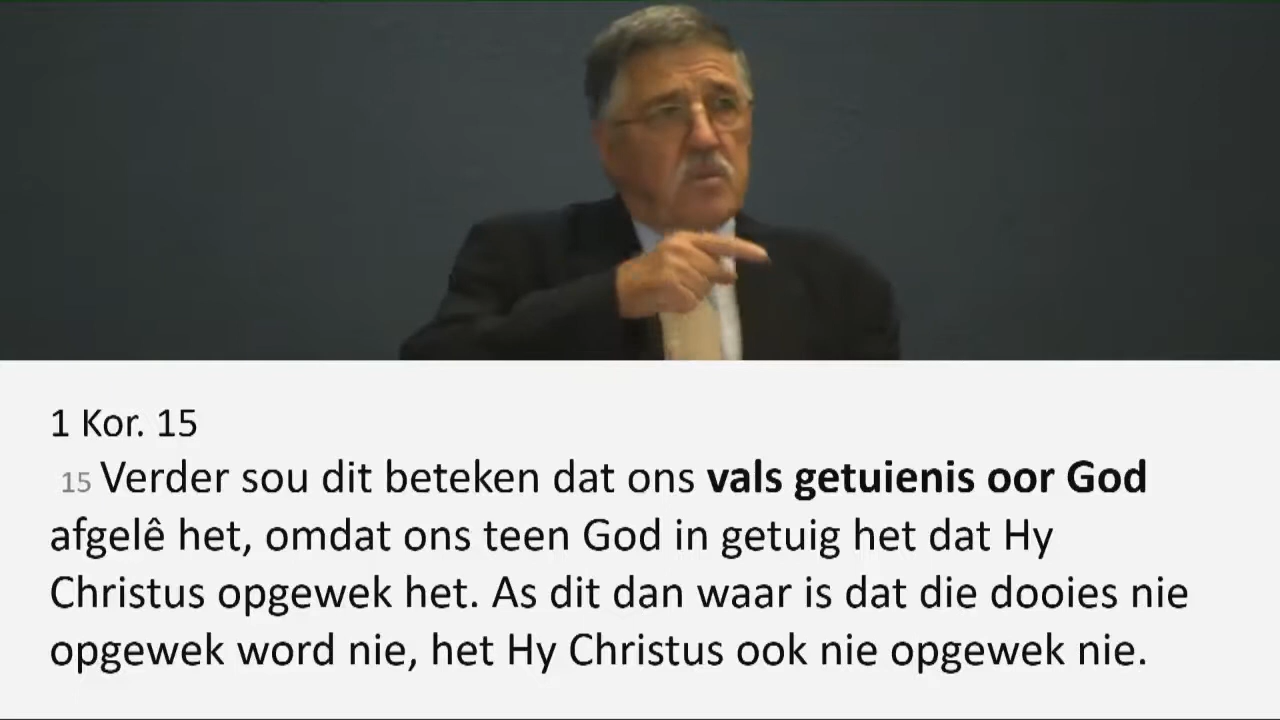 1 Kor. 15
15 Verder sou dit beteken dat ons vals getuienis oor God
afgelê het, omdat ons teen God in getuig het dat Hy
Christus opgewek het. As dit dan waar is dat die dooies nie
opgewek word nie, het Hy Christus ook nie opgewek nie.